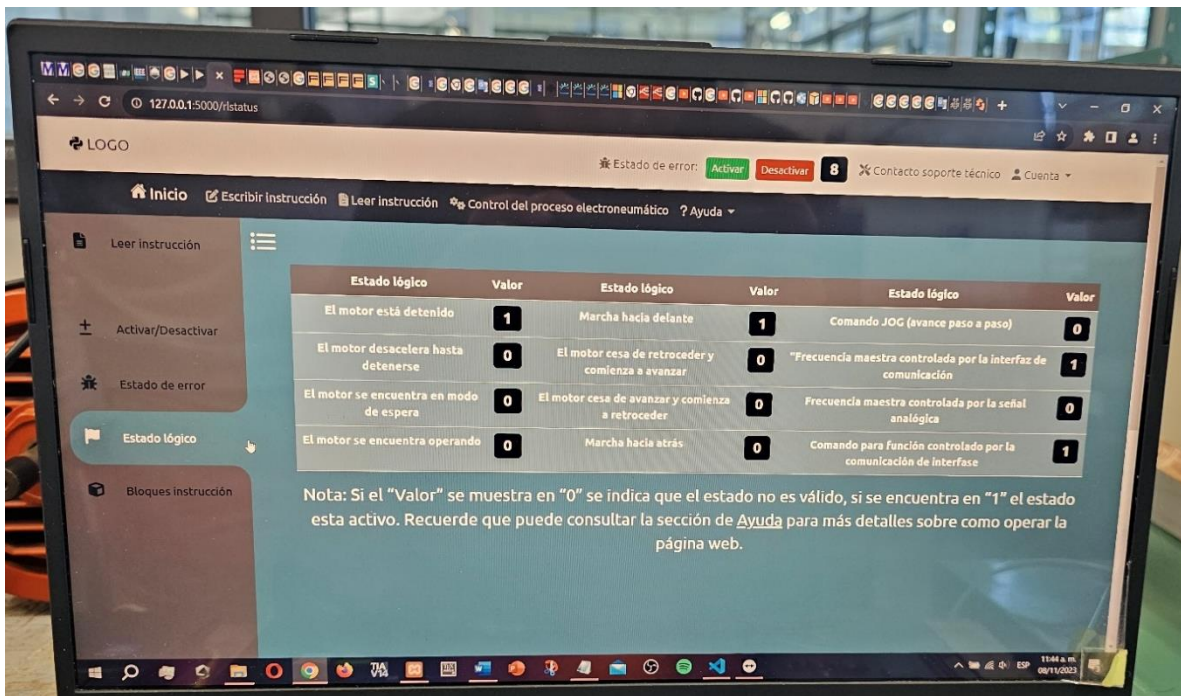 127.0.0.1:5000/rlstatus
LOGO
Estado de error: Activar Desactivar 8 Contacto soporte técnico Cuenta
Inicio Escribir instrucción Leer instrucción Control del proceso electroneumático ? Ayuda
Leer instrucción
Activar/Desactivar
Estado de error
Estado lógico
Bloques instrucción
Estado lógico Valor Estado lógico Valor Estado lógico Valor
El motor está detenido 1 Marcha hacia delante 1 Comando JOG (avance paso a paso) 0
El motor desacelera hasta detenerse 0 El motor cesa de retroceder y comienza a avanzar 0 "Frecuencia maestra controlada por la interfaz de comunicación 1
El motor se encuentra en modo de espera 0 El motor cesa de avanzar y comienza a retroceder 0 Frecuencia maestra controlada por la señal analógica 0
El motor se encuentra operando 0 Marcha hacia atrás 0 Comando para función controlado por la comunicación de interfase 1
Nota: Si el "Valor" se muestra en "0" se indica que el estado no es válido, si se encuentra en "1" el estado
esta activo. Recuerde que puede consultar la sección de Ayuda para más detalles sobre como operar la
página web.
TIA V14
ESP
11:44 a. m.
08/11/2023